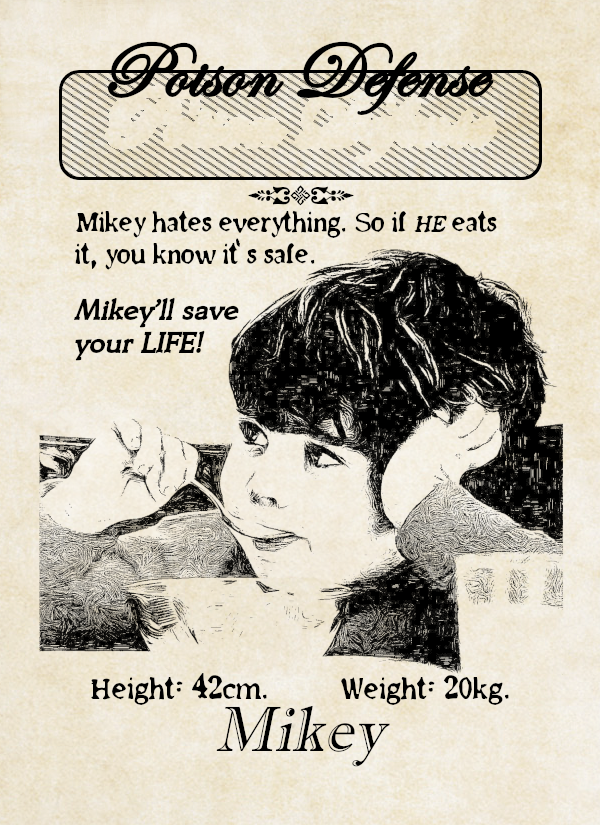 Poison Defense
Mikey hates everything. So if HE eats
it, you know it's safe.
Mikey'll save
your LIFE!
Height: 42cm. Weight: 20kg.
Mikey